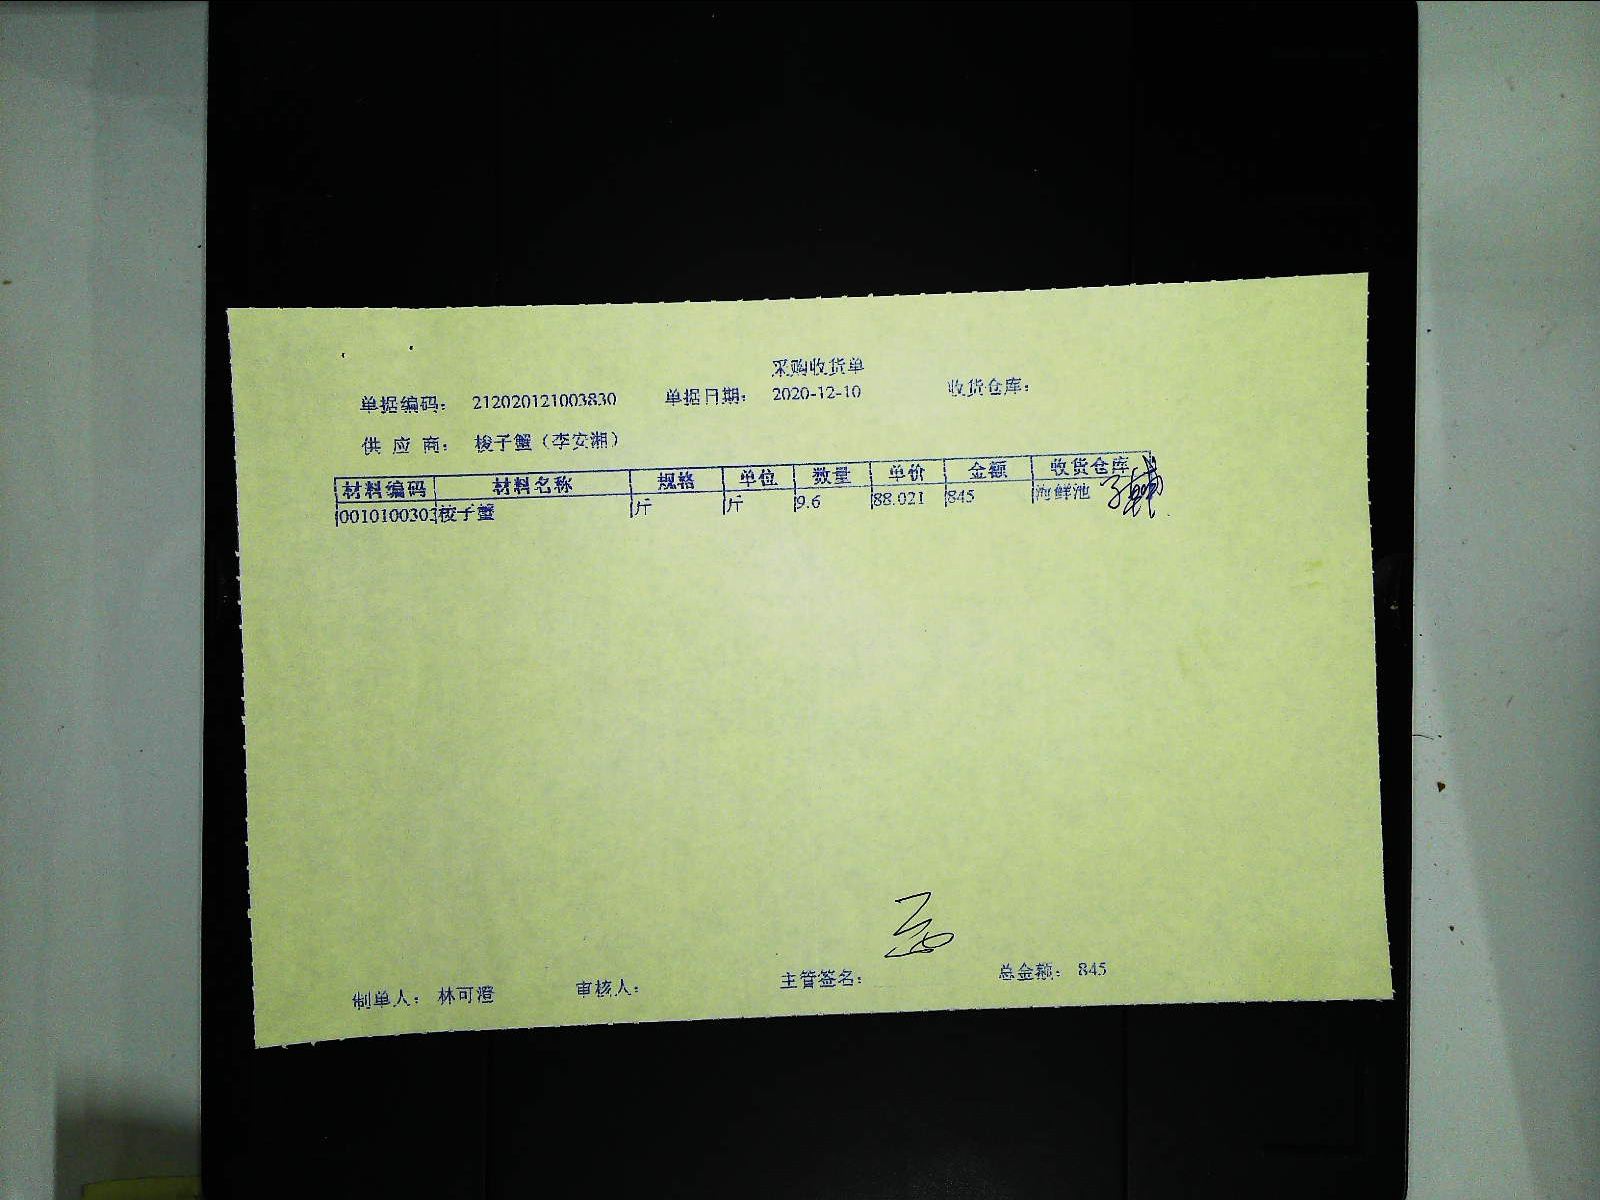 采购收货单
单据编码： 212020121003830 单据日期： 2020-12-10 收货仓库：
供 应 商： 梭子蟹（李安湘）
材料编码 材料名称 规格 单位 数量 单价 金额 收货仓库
0010100303 梭子蟹 斤 斤 9.6 88.021 845 海鲜池
制单人： 林可澄 审核人： 主管签名： 总金额： 845